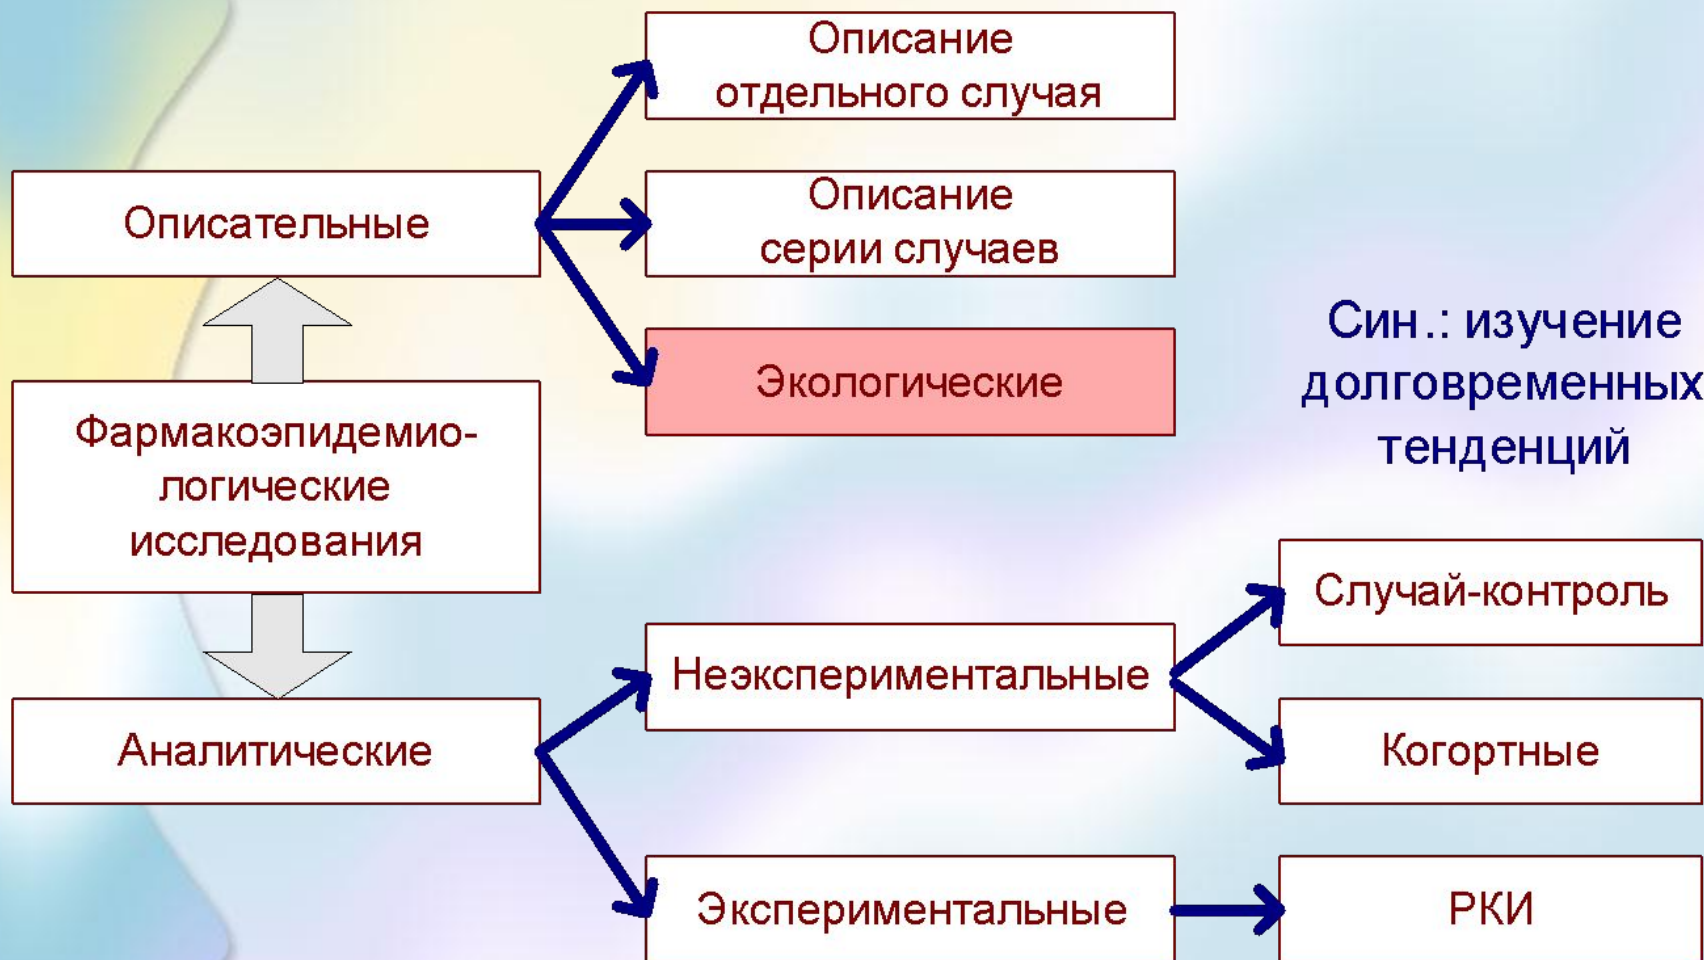 Описание
отдельного случая
Описательные
Описание
серии случаев
Экологические
Син.: изучение
долговременных
тенденций
Фармакоэпидемио-
логические
исследования
Случай-контроль
Неэкспериментальные
Аналитические
Когортные
Экспериментальные
РКИ